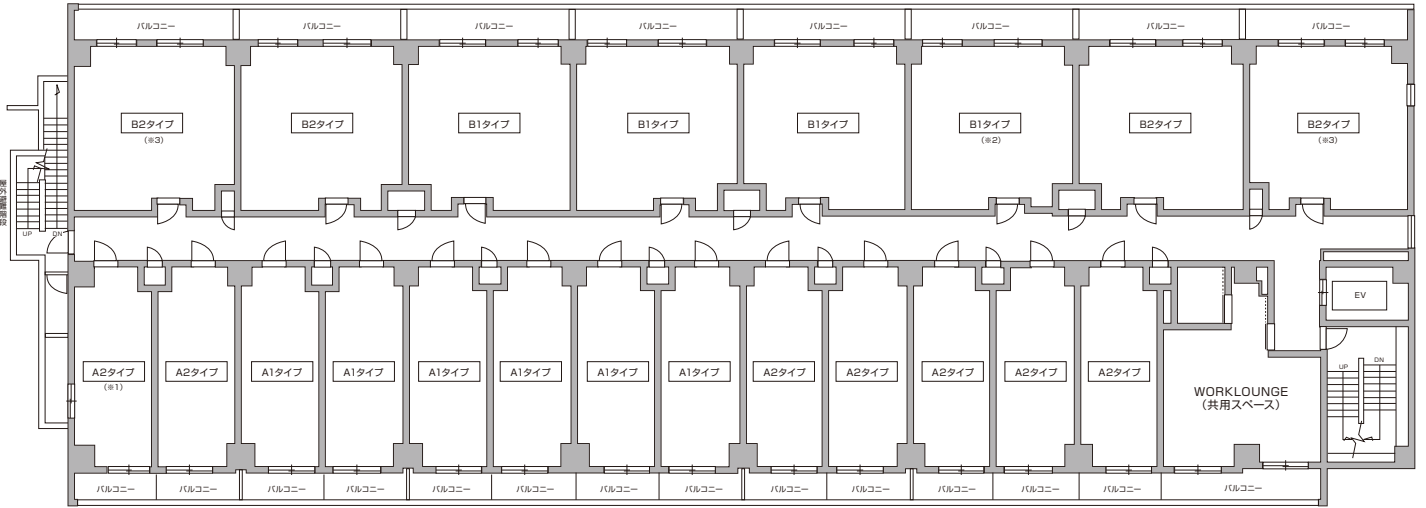 バルコニー
バルコニー
バルコニー
バルコニー
バルコニー
バルコニー
バルコニー
バルコニー
B2タイプ
(※3)
B2タイプ
B1タイプ
B1タイプ
B1タイプ
B1タイプ
(※2)
B2タイプ
B2タイプ
(※3)
UP
DN
EV
A2タイプ
(※1)
A2タイプ
A1タイプ
A1タイプ
A1タイプ
A1タイプ
A1タイプ
A1タイプ
A2タイプ
A2タイプ
A2タイプ
A2タイプ
A2タイプ
WORKLOUNGE
(共用スペース)
UP
DN
バルコニー
バルコニー
バルコニー
バルコニー
バルコニー
バルコニー
バルコニー
バルコニー
バルコニー
バルコニー
バルコニー
バルコニー
バルコニー
バルコニー